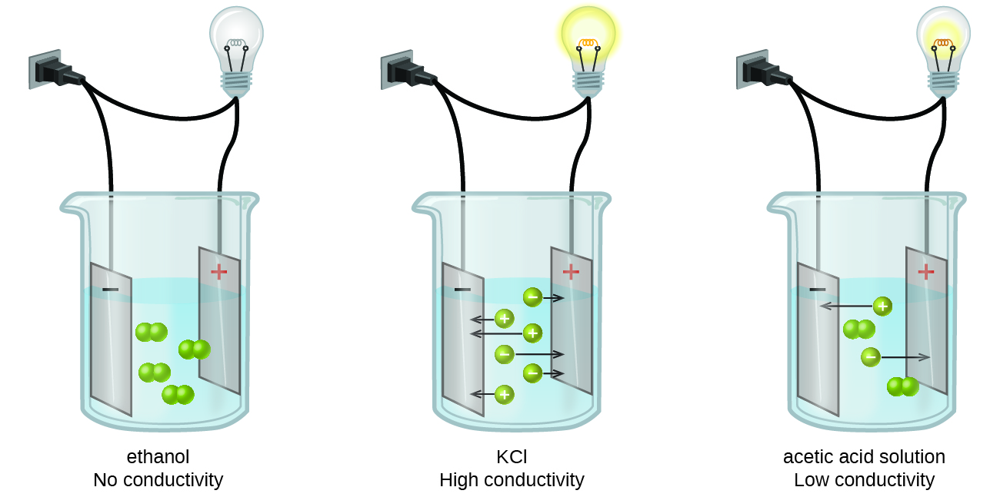 ethanol
No conductivity
KCl
High conductivity
acetic acid solution
Low conductivity